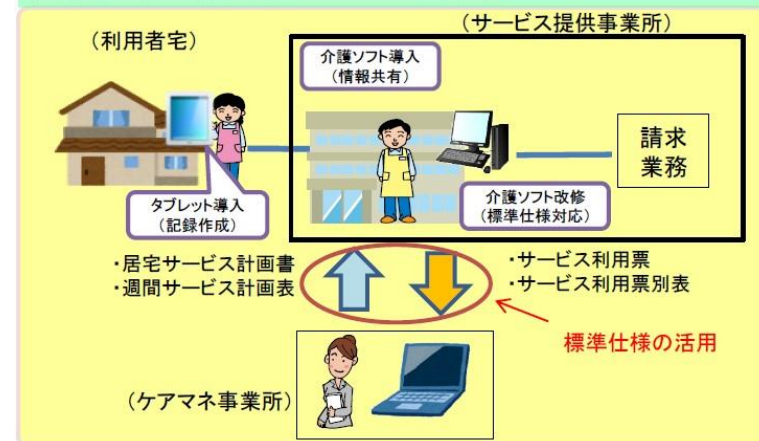 (サービス提供事業所)
(利用者宅)
介護ソフト導入
(情報共有)
請求
業務
タブレット導入
(記録作成)
介護ソフト改修
(標準仕様対応)
・居宅サービス計画書
・週間サービス計画表
・サービス利用票
・サービス利用票別表
標準仕様の活用
(ケアマネ事業所)